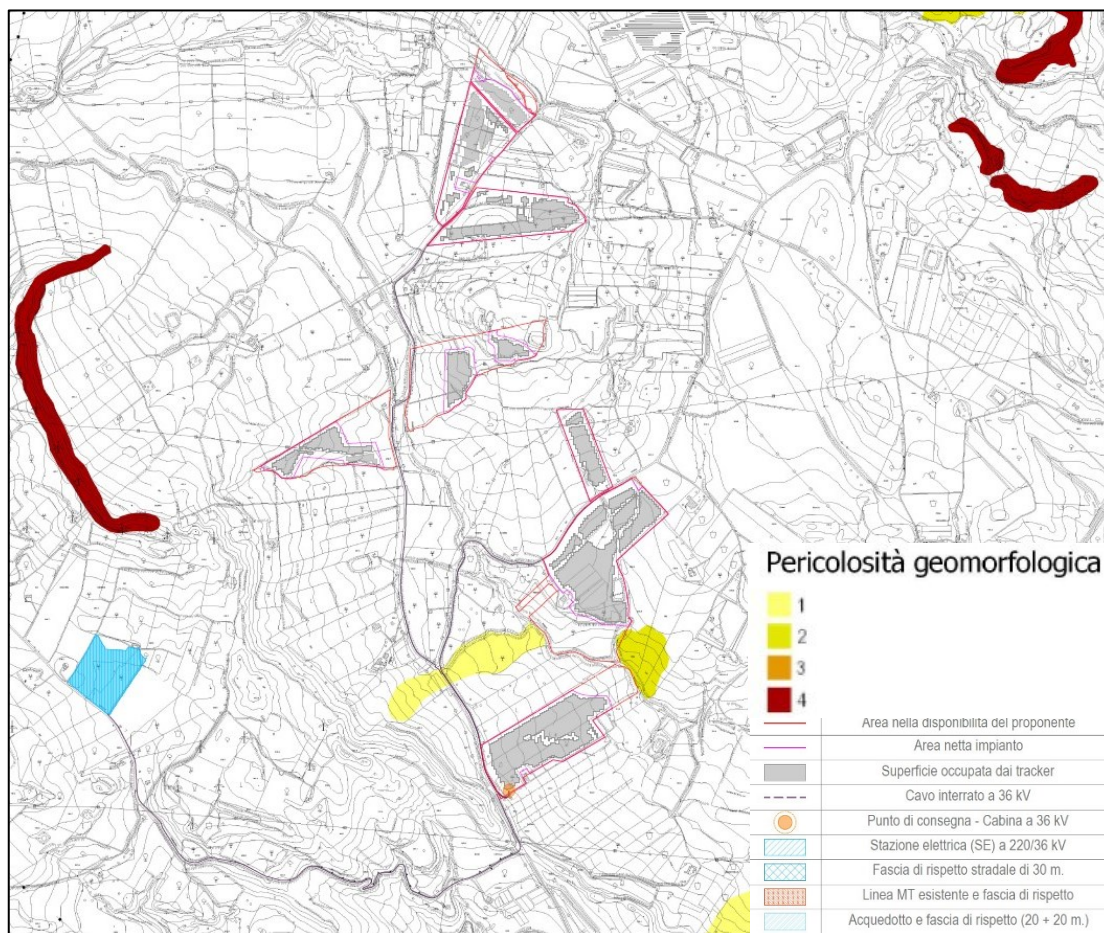 Pericolosità geomorfologica
1
2
3
4
Area nella disponibilità del proponente
Area netta impianto
Superficie occupata dai tracker
Cavo interrato a 36 kV
Punto di consegna - Cabina a 36 kV
Stazione elettrica (SE) a 220/36 kV
Fascia di rispetto stradale di 30 m.
Linea MT esistente e fascia di rispetto
Acquedotto e fascia di rispetto (20 + 20 m.)